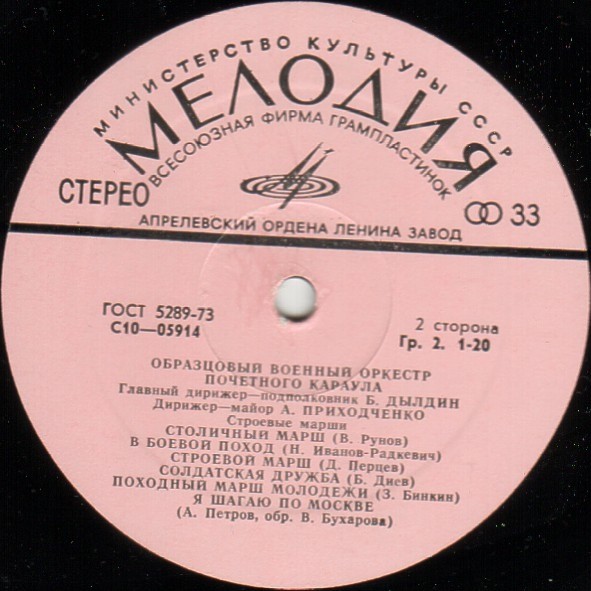 МИНИСТЕРСТВО КУЛЬТУРЫ СССР
МЕЛОДИЯ
ВСЕСОЮЗНАЯ ФИРМА ГРАМПЛАСТИНОК
СТЕРЕО
33
АПРЕЛЕВСКИЙ ОРДЕНА ЛЕНИНА ЗАВОД
ГОСТ 5289-73
С10—05914
2 сторона
Гр. 2. 1-20
ОБРАЗЦОВЫЙ ВОЕННЫЙ ОРКЕСТР
ПОЧЕТНОГО КАРАУЛА
Главный дирижер—подполковник Б. ДЫЛДИН
Дирижер—майор А. ПРИХОДЧЕНКО
Строевые марши
СТОЛИЧНЫЙ МАРШ (В. Рунов)
В БОЕВОЙ ПОХОД (Н. Иванов-Радкевич)
СТРОЕВОЙ МАРШ (Д. Перцев)
СОЛДАТСКАЯ ДРУЖБА (Б. Диев)
ПОХОДНЫЙ МАРШ МОЛОДЕЖИ (З. Бинкин)
Я ШАГАЮ ПО МОСКВЕ
(А. Петров, обр. В. Бухарова)